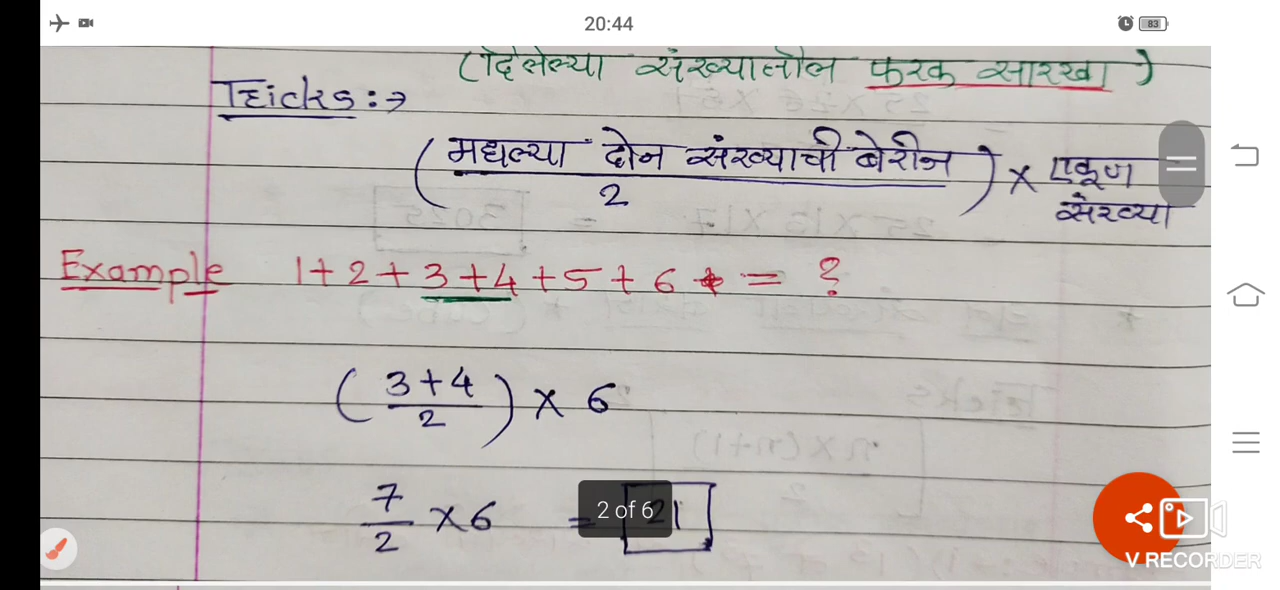 20:44
83
(दिलेल्या संख्यातील फरक सारखा)
Tricks :→
(मधल्या दोन संख्याची बेरीज / 2) × एकूण संख्या
Example 1 + 2 + 3 + 4 + 5 + 6 = ?
(3 + 4 / 2) × 6
7 / 2 × 6 = 21
2 of 6
V RECORDER